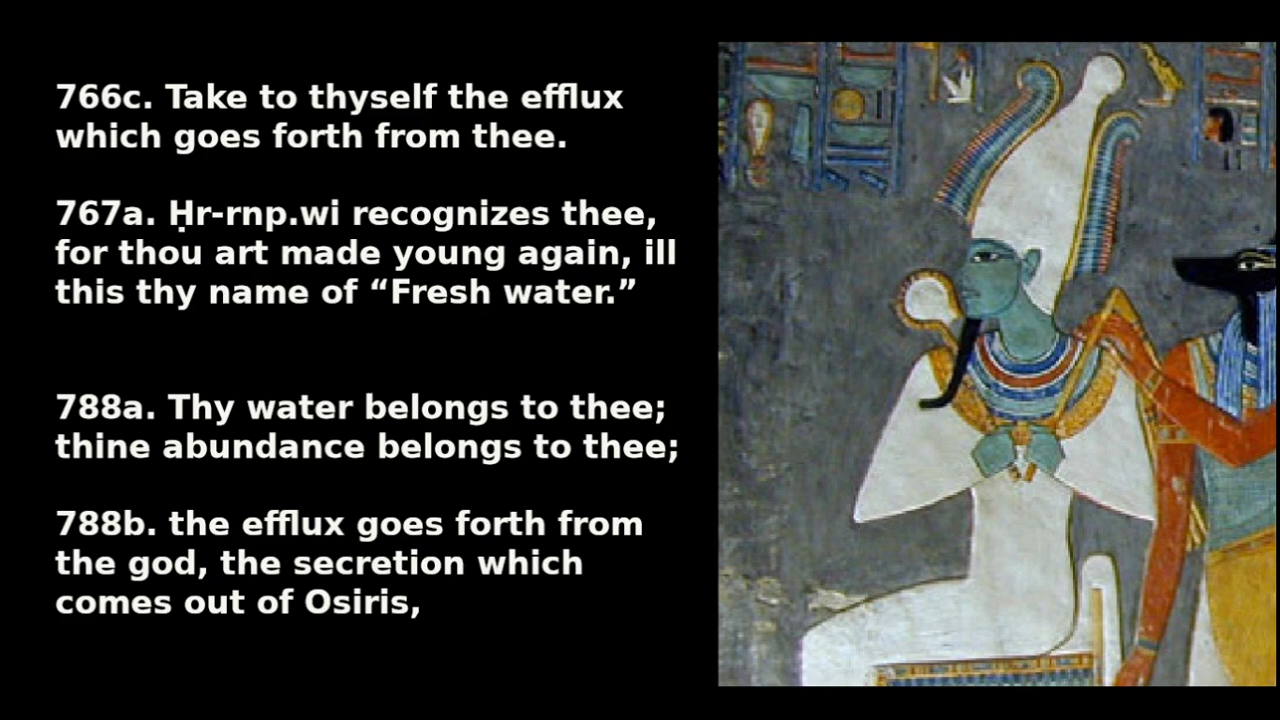 766c. Take to thyself the efflux
which goes forth from thee.
767a. Ḥr-rnp.wi recognizes thee,
for thou art made young again, ill
this thy name of “Fresh water.”
788a. Thy water belongs to thee;
thine abundance belongs to thee;
788b. the efflux goes forth from
the god, the secretion which
comes out of Osiris,